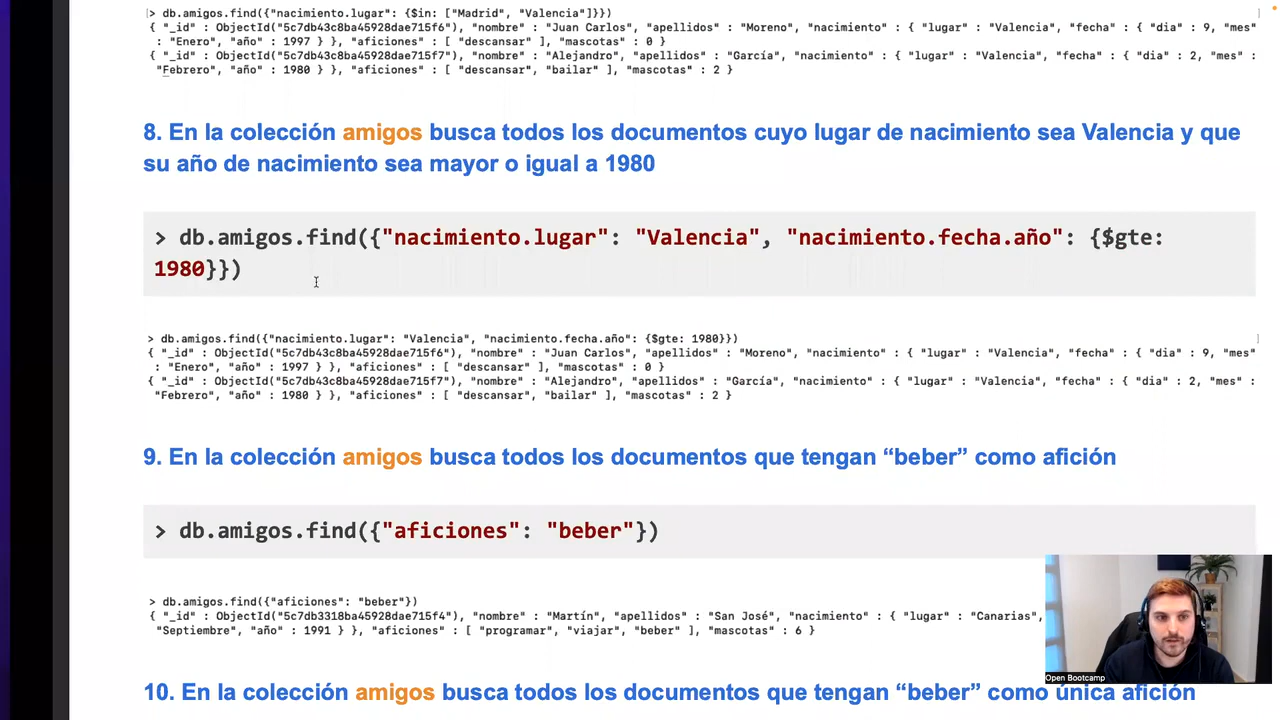 > db.amigos.find({"nacimiento.lugar": {$in: ["Madrid", "Valencia"]}})
{ "_id" : ObjectId("5c7db43c8ba45928dae715f6"), "nombre" : "Juan Carlos", "apellidos" : "Moreno", "nacimiento" : { "lugar" : "Valencia", "fecha" : { "dia" : 9, "mes"
: "Enero", "año" : 1997 } }, "aficiones" : [ "descansar" ], "mascotas" : 0 }
{ "_id" : ObjectId("5c7db43c8ba45928dae715f7"), "nombre" : "Alejandro", "apellidos" : "García", "nacimiento" : { "lugar" : "Valencia", "fecha" : { "dia" : 2, "mes" :
"Febrero", "año" : 1980 } }, "aficiones" : [ "descansar", "bailar" ], "mascotas" : 2 }
8. En la colección amigos busca todos los documentos cuyo lugar de nacimiento sea Valencia y que
su año de nacimiento sea mayor o igual a 1980
> db.amigos.find({"nacimiento.lugar": "Valencia", "nacimiento.fecha.año": {$gte:
1980}})
> db.amigos.find({"nacimiento.lugar": "Valencia", "nacimiento.fecha.año": {$gte: 1980}})
{ "_id" : ObjectId("5c7db43c8ba45928dae715f6"), "nombre" : "Juan Carlos", "apellidos" : "Moreno", "nacimiento" : { "lugar" : "Valencia", "fecha" : { "dia" : 9, "mes"
: "Enero", "año" : 1997 } }, "aficiones" : [ "descansar" ], "mascotas" : 0 }
{ "_id" : ObjectId("5c7db43c8ba45928dae715f7"), "nombre" : "Alejandro", "apellidos" : "García", "nacimiento" : { "lugar" : "Valencia", "fecha" : { "dia" : 2, "mes" :
"Febrero", "año" : 1980 } }, "aficiones" : [ "descansar", "bailar" ], "mascotas" : 2 }
9. En la colección amigos busca todos los documentos que tengan “beber” como afición
> db.amigos.find({"aficiones": "beber"})
> db.amigos.find({"aficiones": "beber"})
{ "_id" : ObjectId("5c7db3318ba45928dae715f4"), "nombre" : "Martín", "apellidos" : "San José", "nacimiento" : { "lugar" : "Canarias",
"Septiembre", "año" : 1991 } }, "aficiones" : [ "programar", "viajar", "beber" ], "mascotas" : 6 }
Open Bootcamp
10. En la colección amigos busca todos los documentos que tengan “beber” como única afición